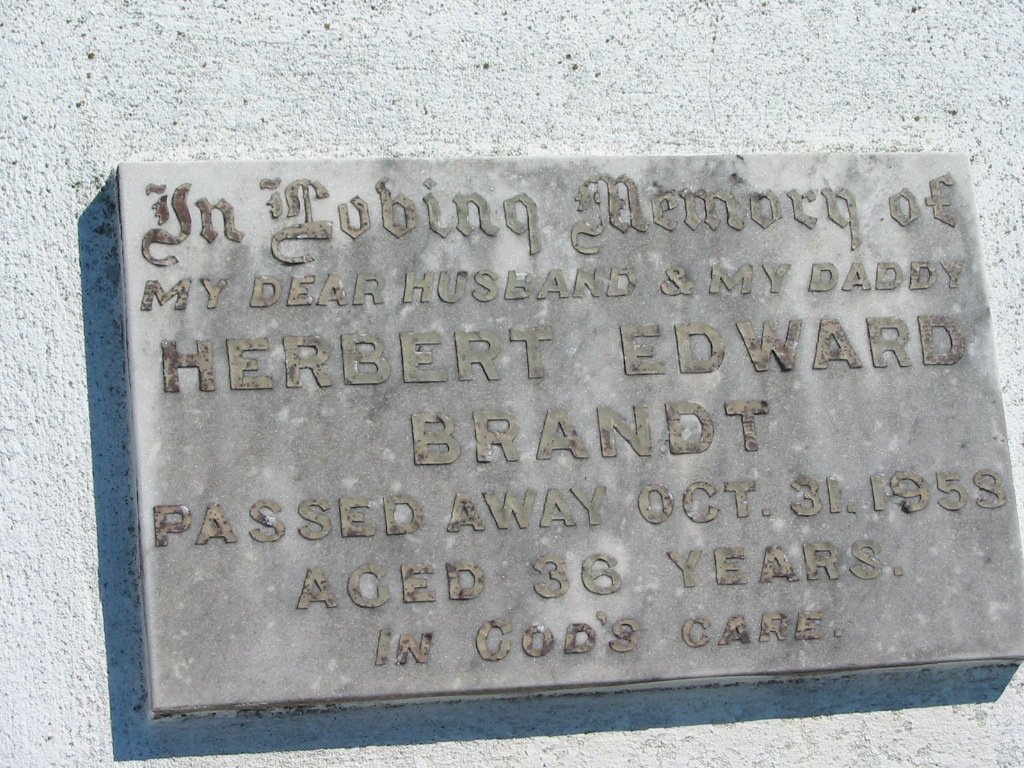 In Loving Memory of
MY DEAR HUSBAND & MY DADDY
HERBERT EDWARD
BRANDT
PASSED AWAY OCT. 31. 1958
AGED 36 YEARS.
IN GOD'S CARE.